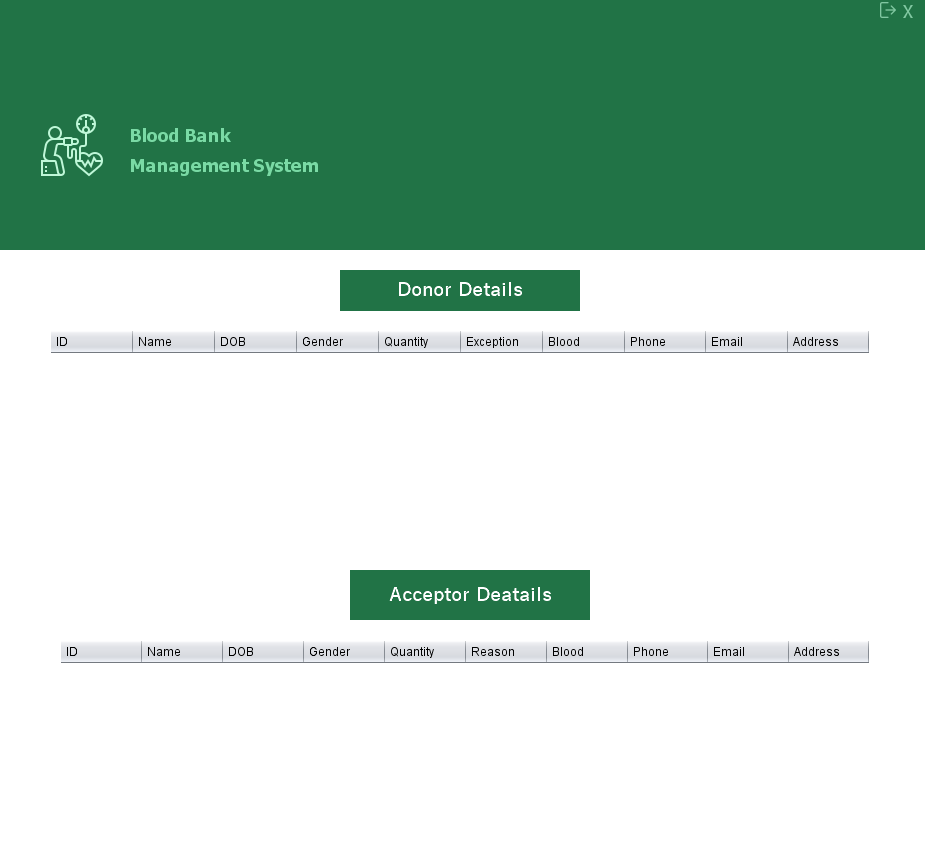 X
Blood Bank
Management System
Donor Details
ID Name DOB Gender Quantity Exception Blood Phone Email Address
Acceptor Deatails
ID Name DOB Gender Quantity Reason Blood Phone Email Address